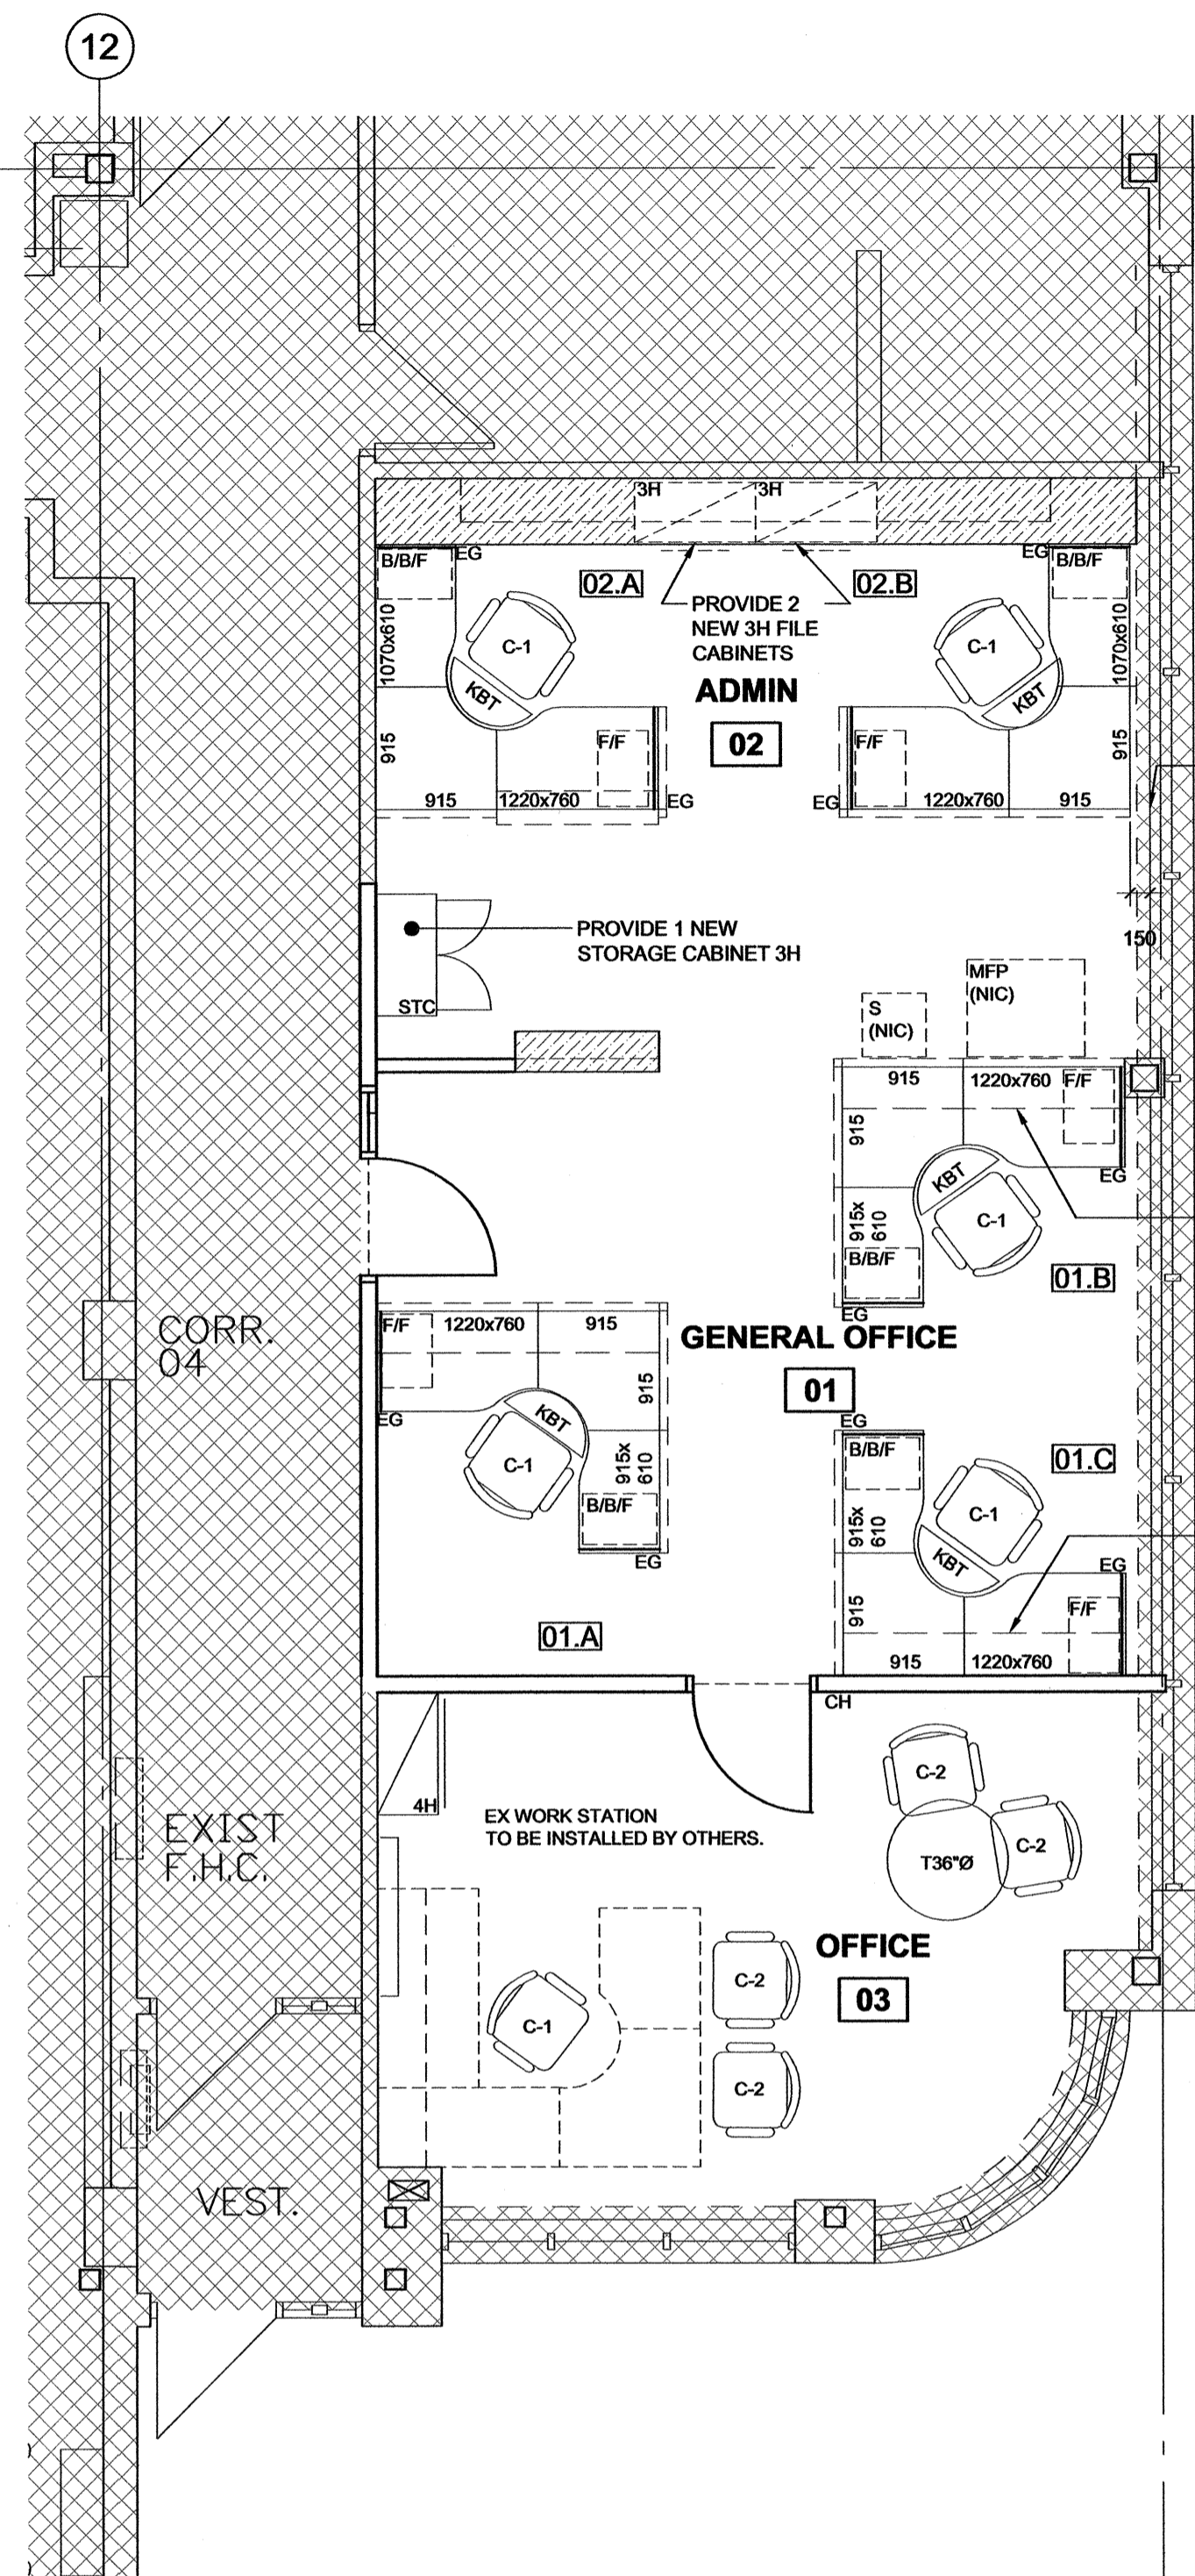 12
3H
3H
B/B/F
EG
02.A
02.B
EG
B/B/F
PROVIDE 2
NEW 3H FILE
CABINETS
1070x610
C-1
KBT
C-1
KBT
1070x610
ADMIN
02
915
F/F
EG
915
1220x760
F/F
EG
1220x760
915
915
PROVIDE 1 NEW
STORAGE CABINET 3H
STC
150
MFP
(NIC)
S
(NIC)
915
1220x760
F/F
915
KBT
EG
C-1
915x
610
B/B/F
EG
01.B
CORR.
04
F/F
1220x760
915
GENERAL OFFICE
01
915
EG
KBT
C-1
915x
610
B/B/F
EG
01.A
EG
B/B/F
01.C
C-1
915x
610
KBT
EG
915
F/F
915
1220x760
CH
4H
EX WORK STATION
TO BE INSTALLED BY OTHERS.
C-2
C-2
T36"Ø
EXIST
F.H.C.
OFFICE
03
C-2
C-1
C-2
VEST.